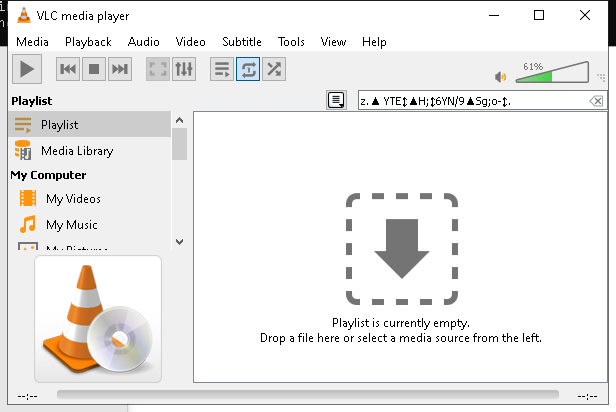 VLC media player
Media Playback Audio Video Subtitle Tools View Help
61%
Playlist
z.▲ YTE‡▲H;‡6YN/9▲Sg;o-‡.
Playlist
Media Library
My Computer
My Videos
My Music
My Pictures
Playlist is currently empty.
Drop a file here or select a media source from the left.
--:-- --:--